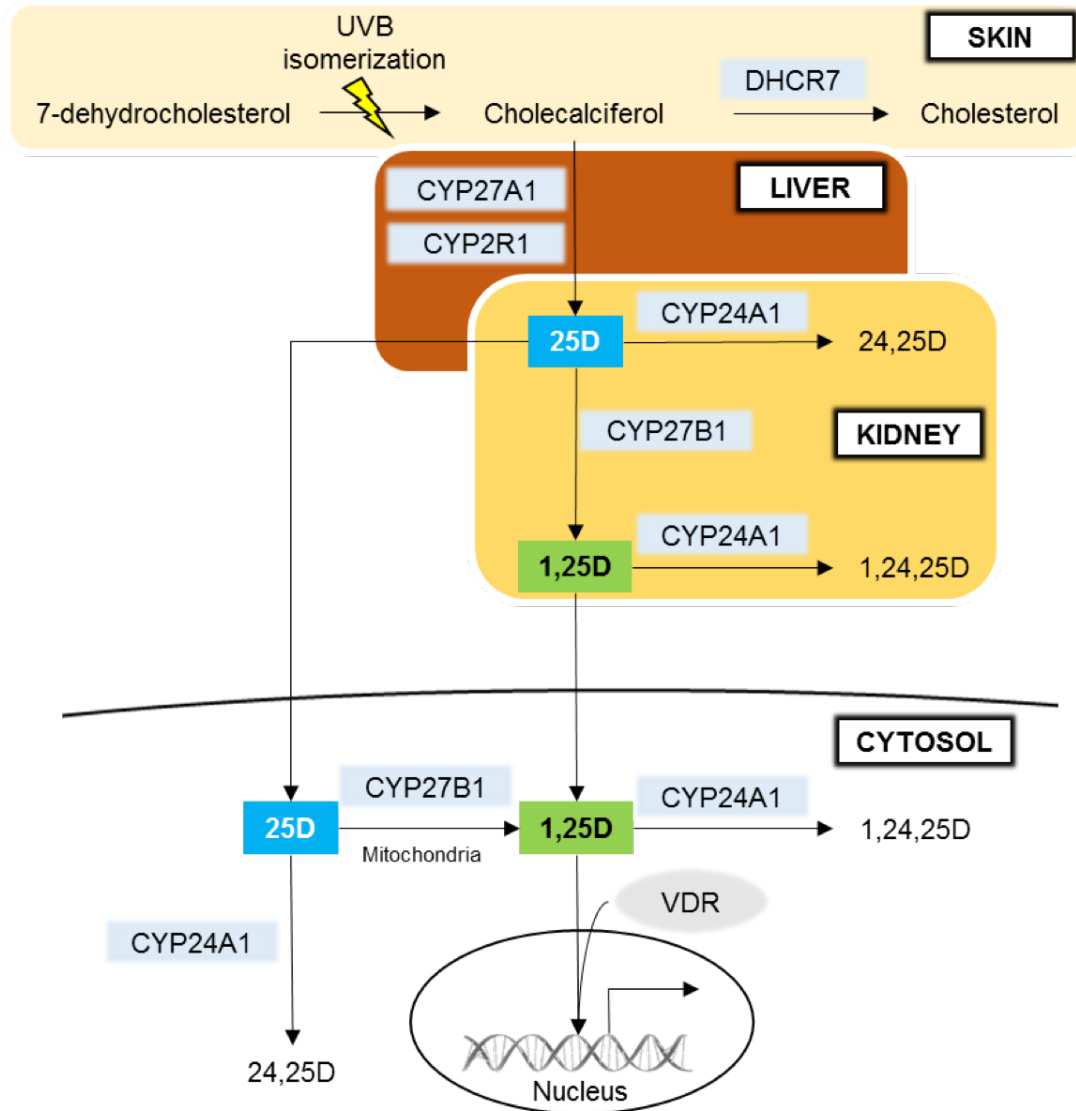 UVB
isomerization
SKIN
DHCR7
7-dehydrocholesterol
Cholecalciferol
Cholesterol
CYP27A1
LIVER
CYP2R1
CYP24A1
25D
24,25D
CYP27B1
KIDNEY
CYP24A1
1,25D
1,24,25D
CYTOSOL
CYP27B1
CYP24A1
25D
1,25D
1,24,25D
Mitochondria
VDR
CYP24A1
24,25D
Nucleus